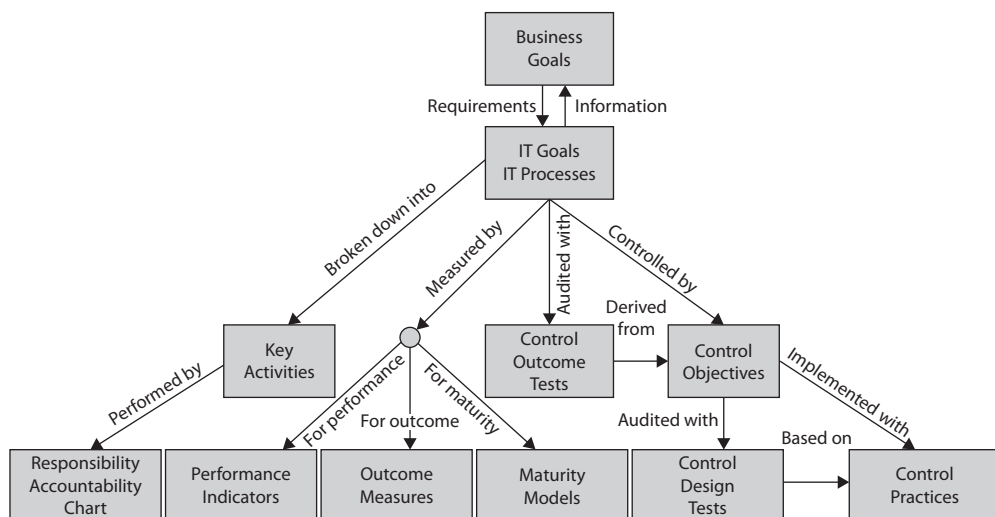 Business
Goals
Requirements
Information
IT Goals
IT Processes
Broken down into
Measured by
Audited with
Controlled by
Key
Activities
Control
Outcome
Tests
Derived
from
Control
Objectives
Performed by
For performance
For outcome
For maturity
Audited with
Implemented with
Based on
Responsibility
Accountability
Chart
Performance
Indicators
Outcome
Measures
Maturity
Models
Control
Design
Tests
Control
Practices